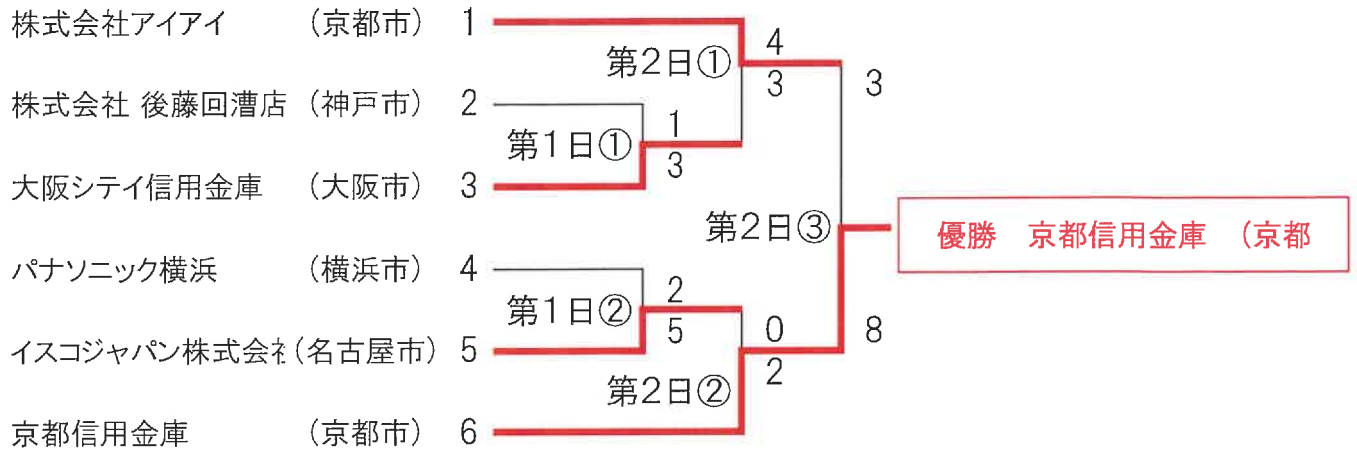 株式会社アイアイ （京都市） 1
4
第2日①
3
3
株式会社 後藤回漕店 （神戸市） 2
1
第1日①
3
大阪シテイ信用金庫 （大阪市） 3
第2日③
優勝 京都信用金庫 （京都
パナソニック横浜 （横浜市） 4
2
第1日②
5
0
8
イスコジャパン株式会 （名古屋市） 5
2
第2日②
京都信用金庫 （京都市） 6